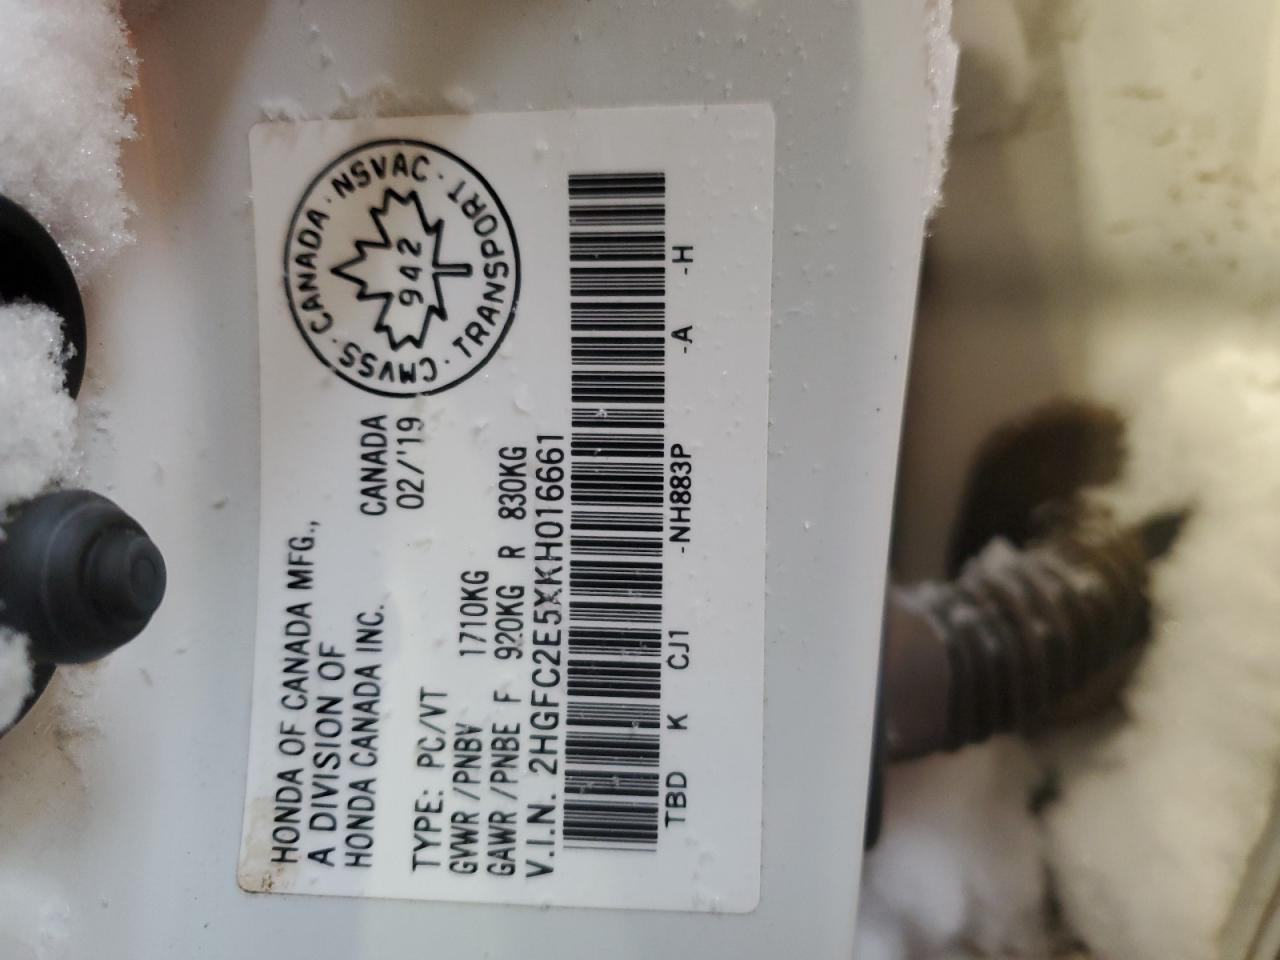 HONDA OF CANADA MFG.,
A DIVISION OF
HONDA CANADA INC.
CANADA
TYPE: PC/VT
02/'19
GVWR/PNBV 1710KG
GAWR/PNBE F 920KG R 830KG
V.I.N. 2HGFC2E5XKH016661
TBD K CJ1 -NH883P -A -H
CANADA · NSVAC · TRANSPORT · CMVSS ·
942